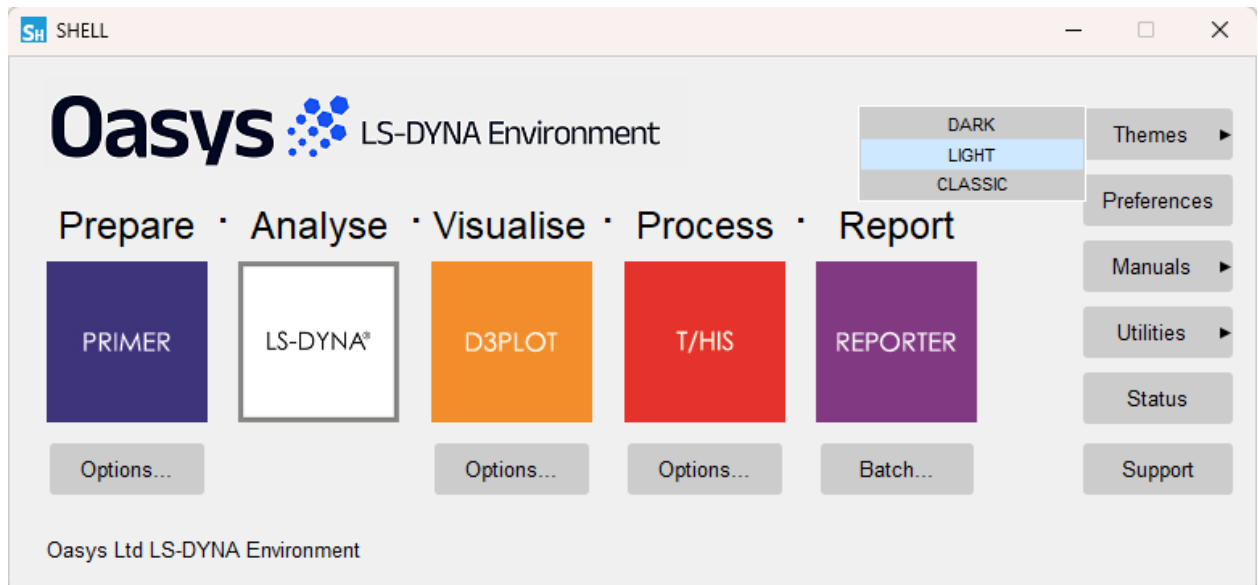 SH SHELL
Oasys LS-DYNA Environment
DARK
LIGHT
CLASSIC
Themes
Preferences
Manuals
Utilities
Status
Support
Prepare · Analyse · Visualise · Process · Report
PRIMER
LS-DYNA®
D3PLOT
T/HIS
REPORTER
Options...
Options...
Options...
Batch...
Oasys Ltd LS-DYNA Environment